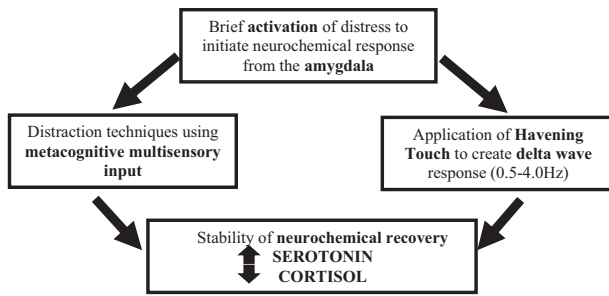 Brief activation of distress to
initiate neurochemical response
from the amygdala
Distraction techniques using
metacognitive multisensory
input
Application of Havening
Touch to create delta wave
response (0.5-4.0Hz)
Stability of neurochemical recovery
SEROTONIN
CORTISOL